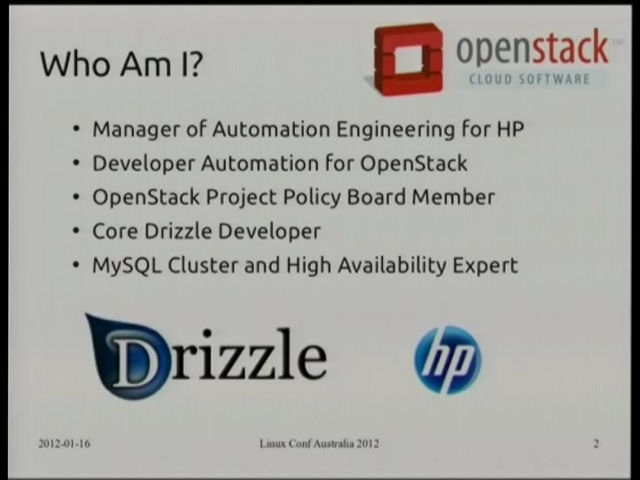 Who Am I?
openstack™
CLOUD SOFTWARE
• Manager of Automation Engineering for HP
• Developer Automation for OpenStack
• OpenStack Project Policy Board Member
• Core Drizzle Developer
• MySQL Cluster and High Availability Expert
Drizzle
hp
2012-01-16
Linux Conf Australia 2012
2